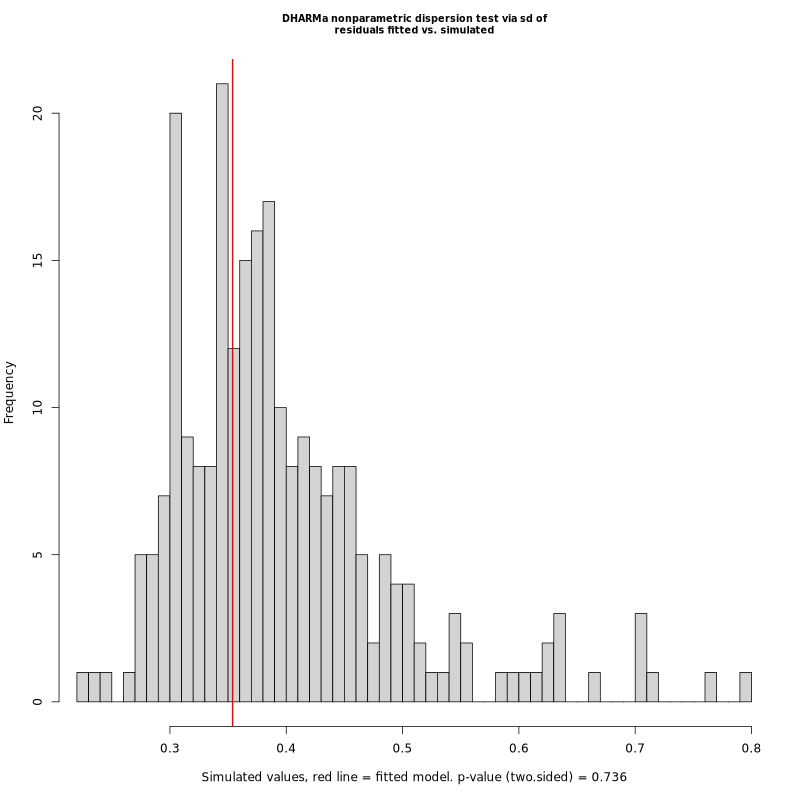 DHARMa nonparametric dispersion test via sd of
residuals fitted vs. simulated
Frequency
20
15
10
5
0
0.3 0.4 0.5 0.6 0.7 0.8
Simulated values, red line = fitted model. p-value (two.sided) = 0.736